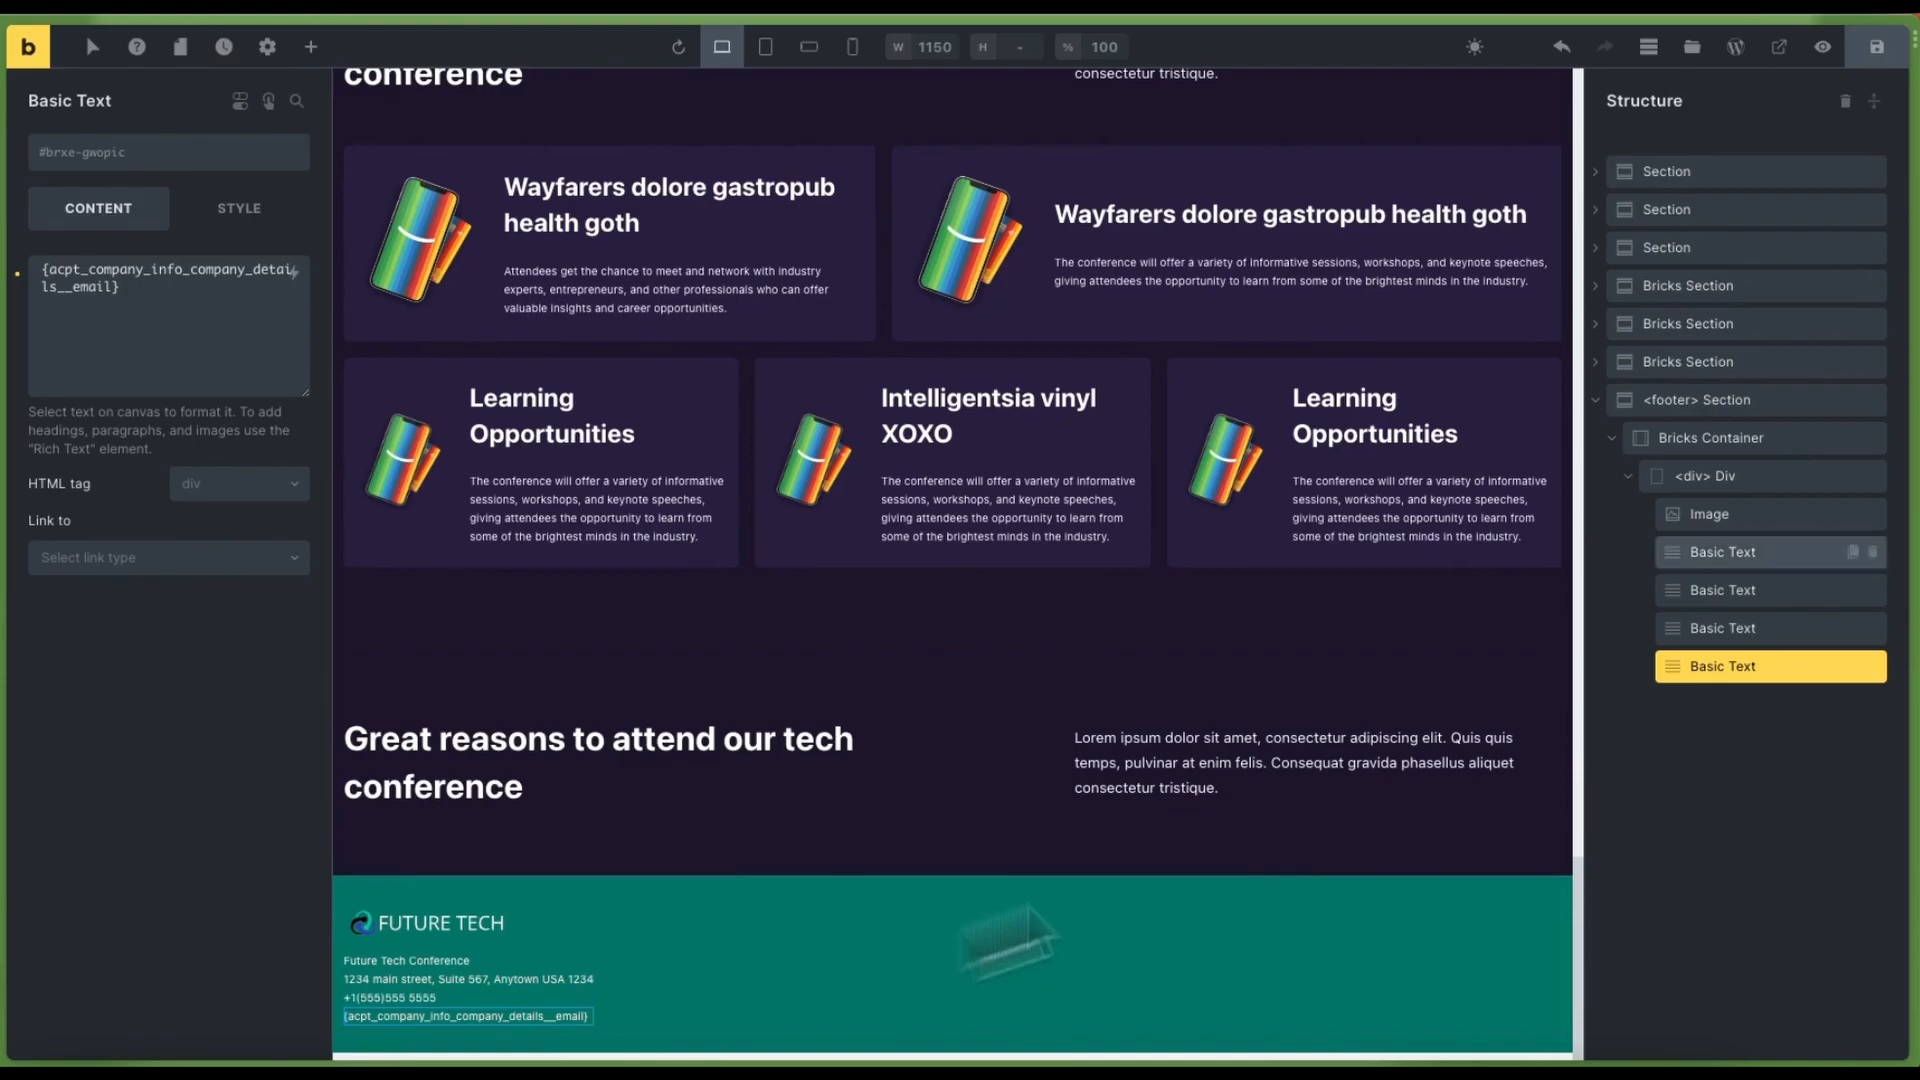 b
W 1150
H -
% 100
Basic Text
#brxe-gwopic
CONTENT
STYLE
{acpt_company_info_company_detai
ls__email}
Select text on canvas to format it. To add
headings, paragraphs, and images use the
"Rich Text" element.
HTML tag
div
Link to
Select link type
conference
consectetur tristique.
Wayfarers dolore gastropub
health goth
Attendees get the chance to meet and network with industry
experts, entrepreneurs, and other professionals who can offer
valuable insights and career opportunities.
Wayfarers dolore gastropub health goth
The conference will offer a variety of informative sessions, workshops, and keynote speeches,
giving attendees the opportunity to learn from some of the brightest minds in the industry.
Learning
Opportunities
The conference will offer a variety of informative
sessions, workshops, and keynote speeches,
giving attendees the opportunity to learn from
some of the brightest minds in the industry.
Intelligentsia vinyl
XOXO
The conference will offer a variety of informative
sessions, workshops, and keynote speeches,
giving attendees the opportunity to learn from
some of the brightest minds in the industry.
Learning
Opportunities
The conference will offer a variety of informative
sessions, workshops, and keynote speeches,
giving attendees the opportunity to learn from
some of the brightest minds in the industry.
Great reasons to attend our tech
conference
Lorem ipsum dolor sit amet, consectetur adipiscing elit. Quis quis
temps, pulvinar at enim felis. Consequat gravida phasellus aliquet
consectetur tristique.
FUTURE TECH
Future Tech Conference
1234 main street, Suite 567, Anytown USA 1234
+1(555)555 5555
{acpt_company_info_company_details__email}
Structure
Section
Section
Section
Bricks Section
Bricks Section
Bricks Section
<footer> Section
Bricks Container
<div> Div
Image
Basic Text
Basic Text
Basic Text
Basic Text